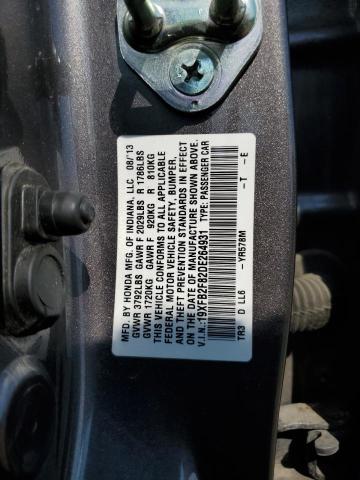 MFD. BY HONDA MFG. OF INDIANA, LLC 08/'13
GVWR 3792LBS GAWR F 2029LBS R 1786LBS
GVWR 1720KG GAWR F 920KG R 810KG
THIS VEHICLE CONFORMS TO ALL APPLICABLE
FEDERAL MOTOR VEHICLE SAFETY, BUMPER,
AND THEFT PREVENTION STANDARDS IN EFFECT
ON THE DATE OF MANUFACTURE SHOWN ABOVE.
V.I.N.:19XFB2F82DE264931 TYPE: PASSENGER CAR
TR3 D LL6 -YR578M -T -E